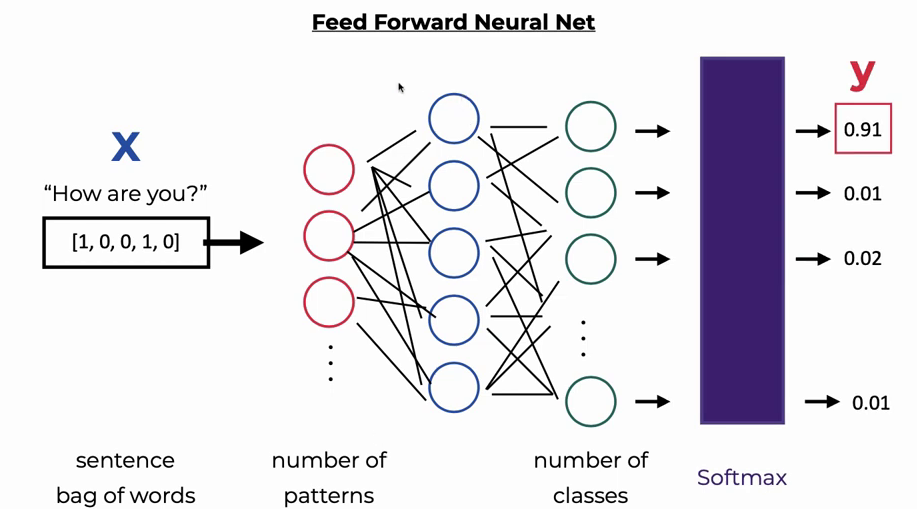 Feed Forward Neural Net
X
“How are you?”
[1, 0, 0, 1, 0]
y
0.91
0.01
0.02
0.01
sentence
bag of words
number of
patterns
number of
classes
Softmax